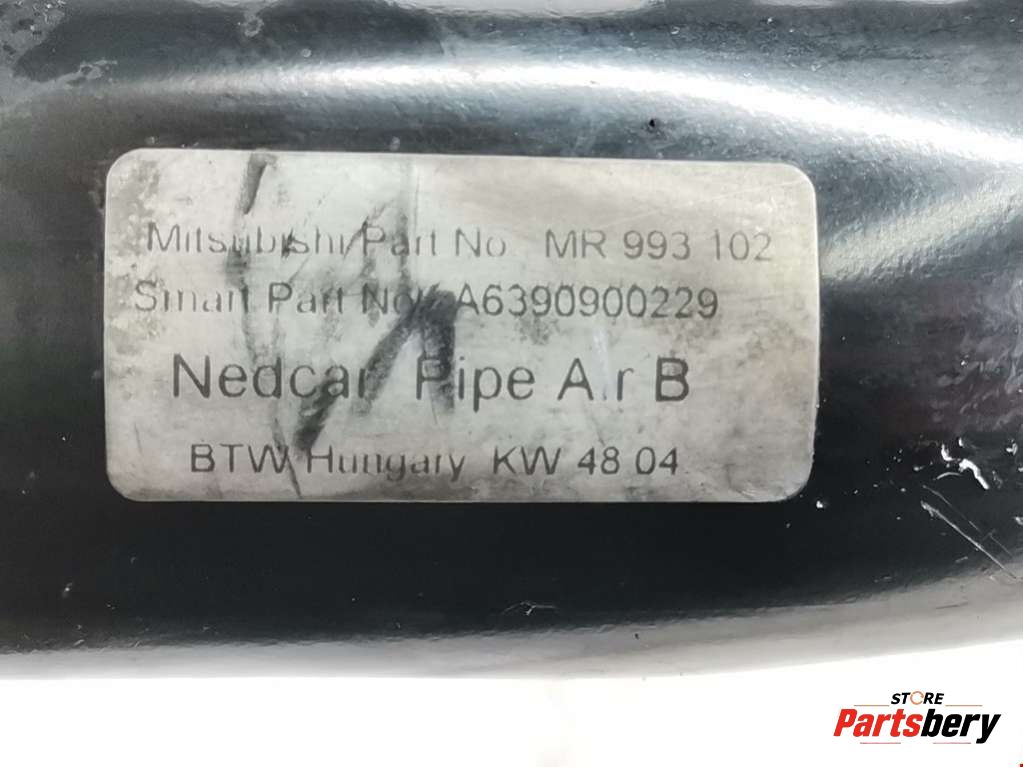 Mitsubishi Part No MR 993 102
Smart Part No A6390900229
Nedcar Pipe Air B
BTW Hungary KW 48 04
STORE
Partsbery